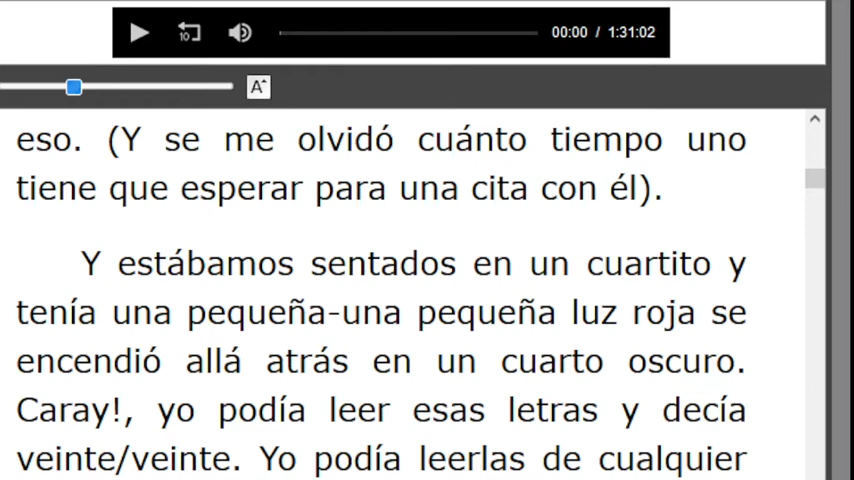 10
00:00 / 1:31:02
A
eso. (Y se me olvidó cuánto tiempo uno
tiene que esperar para una cita con él).
Y estábamos sentados en un cuartito y
tenía una pequeña-una pequeña luz roja se
encendió allá atrás en un cuarto oscuro.
Caray!, yo podía leer esas letras y decía
veinte/veinte. Yo podía leerlas de cualquier